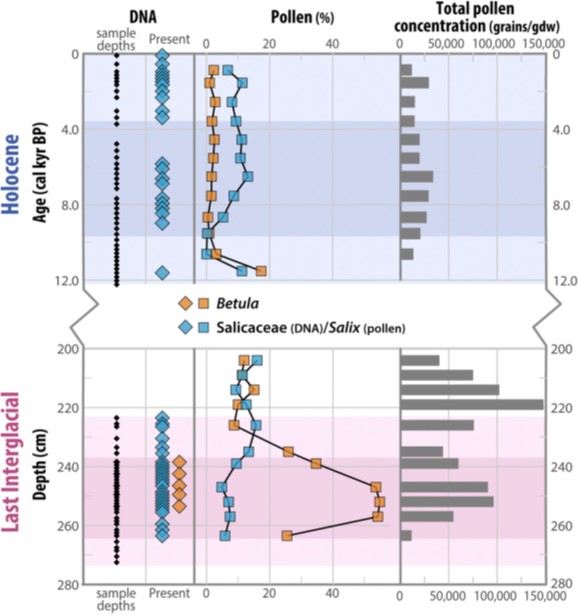 DNA
Pollen (%)
Total pollen
concentration (grains/gdw)
sample
depths
Present
0
20
40
0
50,000
100,000
150,000
0
4.0
8.0
12.0
0
4.0
8.0
12.0
Holocene
Age (cal kyr BP)
Betula
Salicaceae (DNA)/Salix (pollen)
200
220
240
260
280
200
220
240
260
280
Last Interglacial
Depth (cm)
sample
depths
Present
0
20
40
0
50,000
100,000
150,000